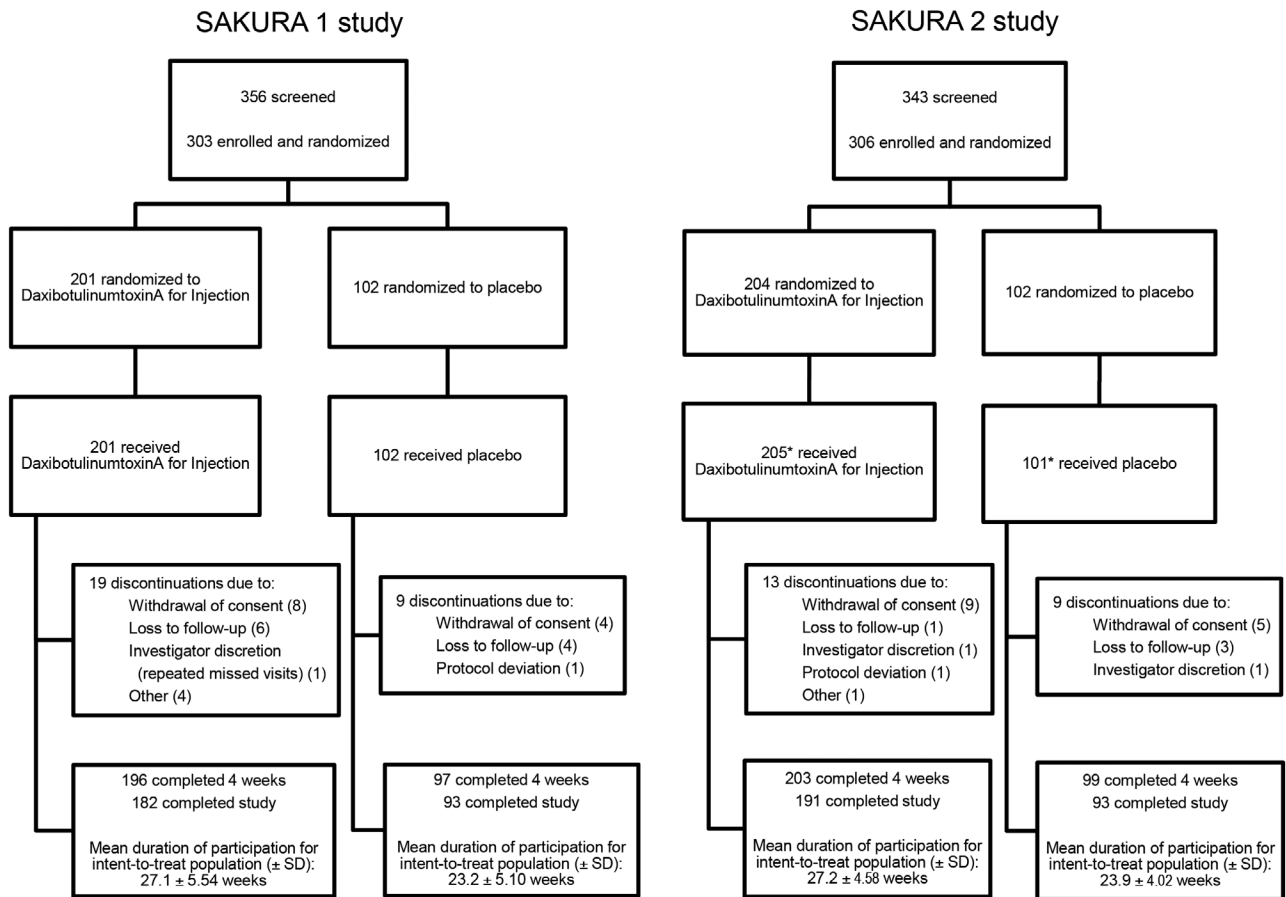 SAKURA 1 study
356 screened
303 enrolled and randomized
201 randomized to
DaxibotulinumtoxinA for Injection
102 randomized to placebo
201 received
DaxibotulinumtoxinA for Injection
102 received placebo
19 discontinuations due to:
Withdrawal of consent (8)
Loss to follow-up (6)
Investigator discretion
(repeated missed visits) (1)
Other (4)
9 discontinuations due to:
Withdrawal of consent (4)
Loss to follow-up (4)
Protocol deviation (1)
196 completed 4 weeks
182 completed study
Mean duration of participation for
intent-to-treat population (± SD):
27.1 ± 5.54 weeks
97 completed 4 weeks
93 completed study
Mean duration of participation for
intent-to-treat population (± SD):
23.2 ± 5.10 weeks
SAKURA 2 study
343 screened
306 enrolled and randomized
204 randomized to
DaxibotulinumtoxinA for Injection
102 randomized to placebo
205* received
DaxibotulinumtoxinA for Injection
101* received placebo
13 discontinuations due to:
Withdrawal of consent (9)
Loss to follow-up (1)
Investigator discretion (1)
Protocol deviation (1)
Other (1)
9 discontinuations due to:
Withdrawal of consent (5)
Loss to follow-up (3)
Investigator discretion (1)
203 completed 4 weeks
191 completed study
Mean duration of participation for
intent-to-treat population (± SD):
27.2 ± 4.58 weeks
99 completed 4 weeks
93 completed study
Mean duration of participation for
intent-to-treat population (± SD):
23.9 ± 4.02 weeks